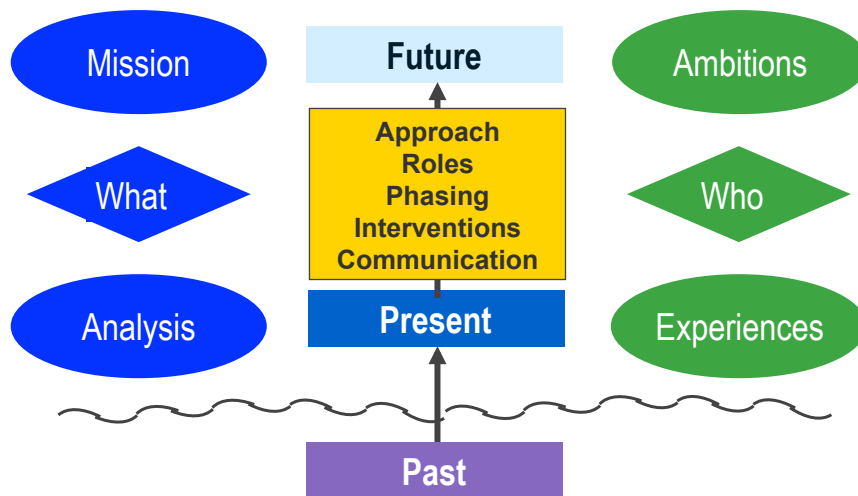 Mission
Future
Ambitions
Approach
Roles
Phasing
Interventions
Communication
What
Who
Analysis
Present
Experiences
Past